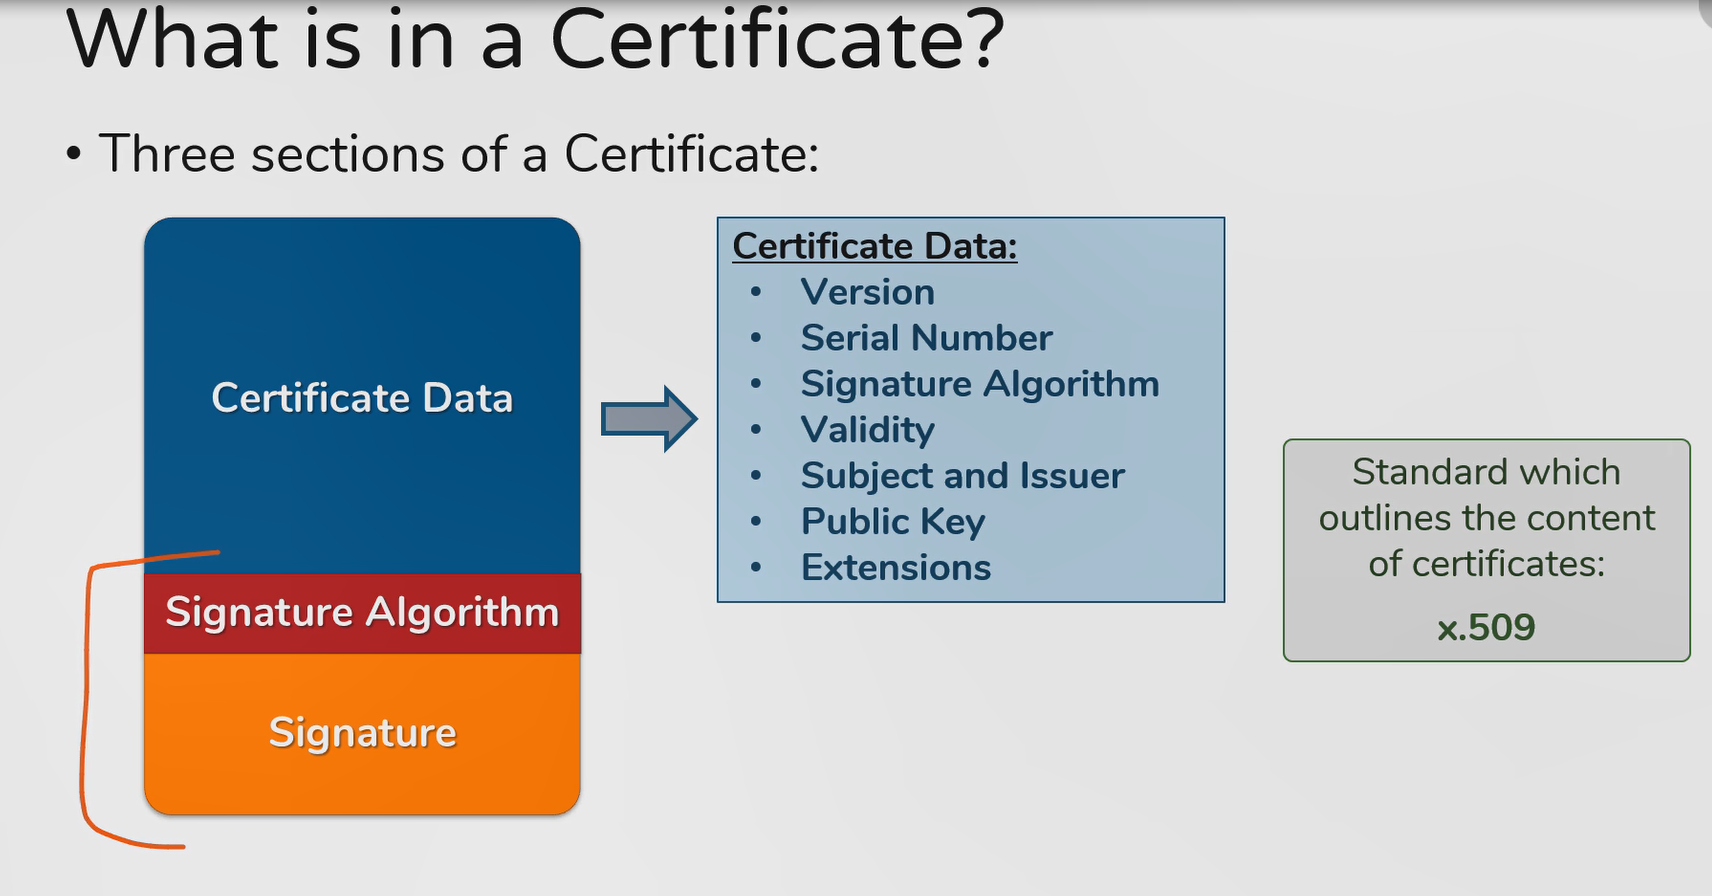 What is in a Certificate?
• Three sections of a Certificate:
Certificate Data
Signature Algorithm
Signature
Certificate Data:
• Version
• Serial Number
• Signature Algorithm
• Validity
• Subject and Issuer
• Public Key
• Extensions
Standard which
outlines the content
of certificates:
x.509